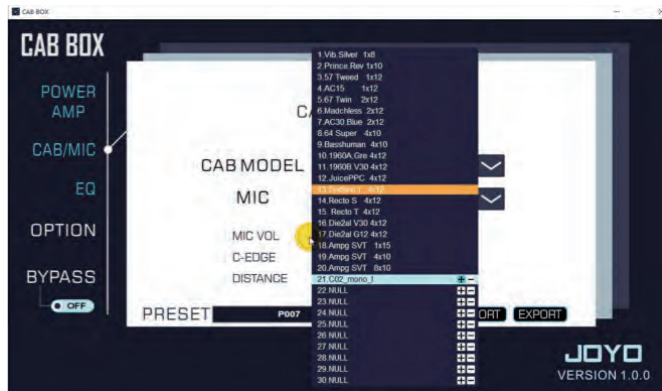 CAB BOX
CAB BOX
POWER
AMP
CAB/MIC
EQ
OPTION
BYPASS
OFF
CAB MODEL
MIC
MIC VOL
C-EDGE
DISTANCE
PRESET
P007
EXPORT
1.Vib.Silver 1x8
2.Prince.Rev 1x10
3.57 Tweed 1x12
4.AC15 1x12
5.67 Twin 2x12
6.Madchless 2x12
7.AC30.Blue 2x12
8.64 Super 4x10
9.Basshuman 4x10
10.1960A.Gre 4x12
11.1960B V30 4x12
12.JuicePPC 4x12
14.Recto S 4x12
15. Recto T 4x12
16.Die2al V30 4x12
17.Die2al G12 4x12
18.Ampg SVT 1x15
19.Ampg SVT 4x10
20.Ampg SVT 8x10
21.C02_mono_I
22.NULL
23.NULL
24.NULL
25.NULL
26.NULL
27.NULL
28.NULL
29.NULL
30.NULL
JOYO
VERSION 1.0.0